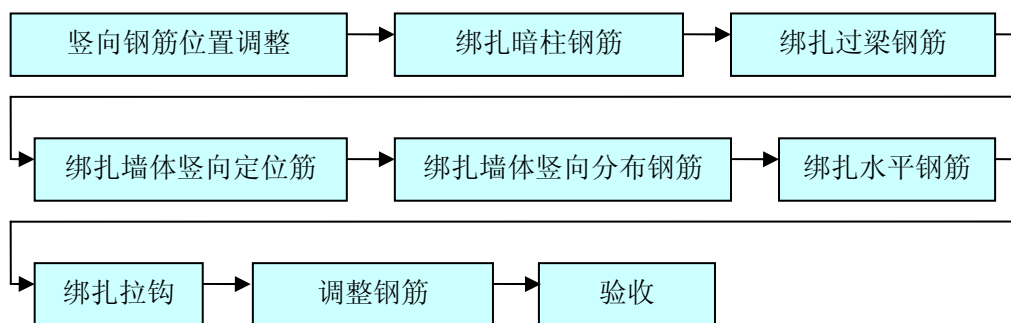 竖向钢筋位置调整
绑扎暗柱钢筋
绑扎过梁钢筋
绑扎墙体竖向定位筋
绑扎墙体竖向分布钢筋
绑扎水平钢筋
绑扎拉钩
调整钢筋
验收